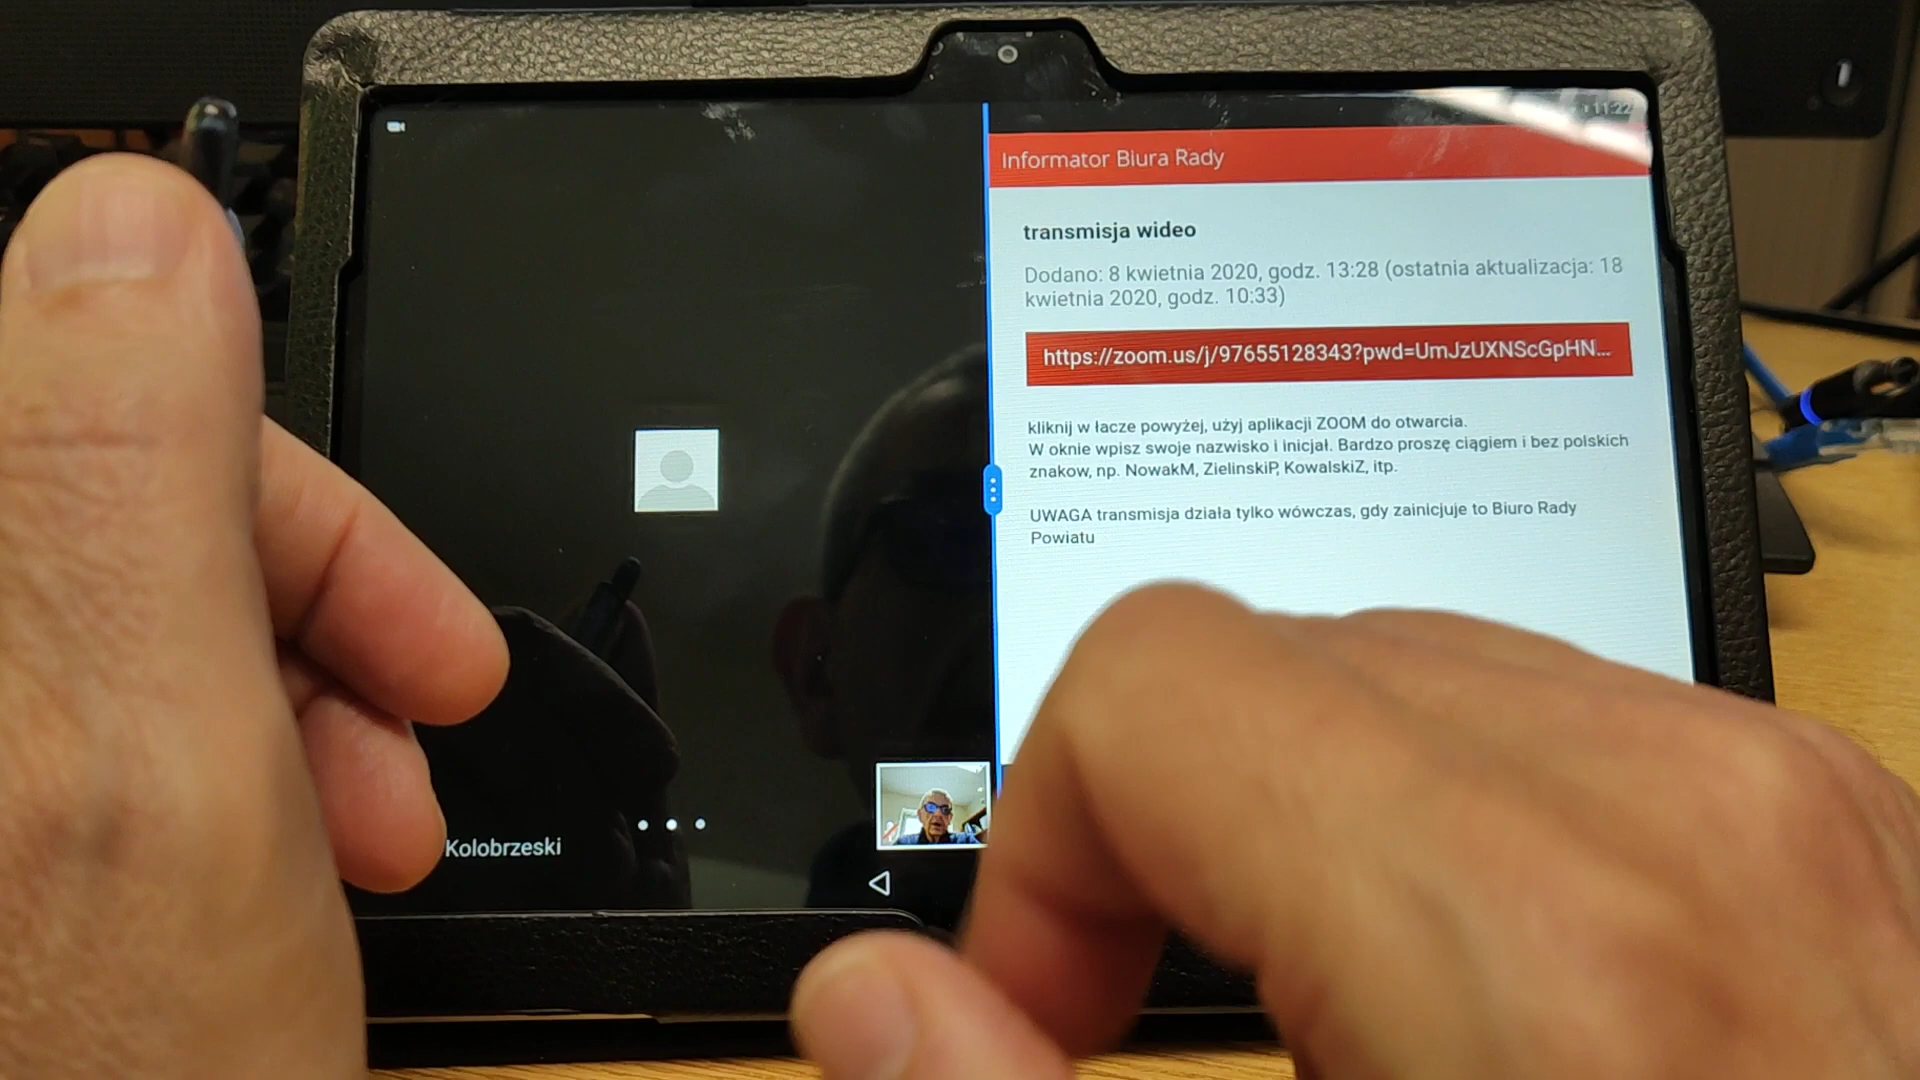 11:22
Informator Biura Rady
transmisja wideo
Dodano: 8 kwietnia 2020, godz. 13:28 (ostatnia aktualizacja: 18
kwietnia 2020, godz. 10:33)
https://zoom.us/j/97655128343?pwd=UmJzUXNScGpHN...
kliknij w łacze powyżej, użyj aplikacji ZOOM do otwarcia.
W oknie wpisz swoje nazwisko i inicjał. Bardzo proszę ciągiem i bez polskich
znakow, np. NowakM, ZielinskiP, KowalskiZ, itp.
UWAGA transmisja działa tylko wówczas, gdy zainicjuje to Biuro Rady
Powiatu
Kolobrzeski